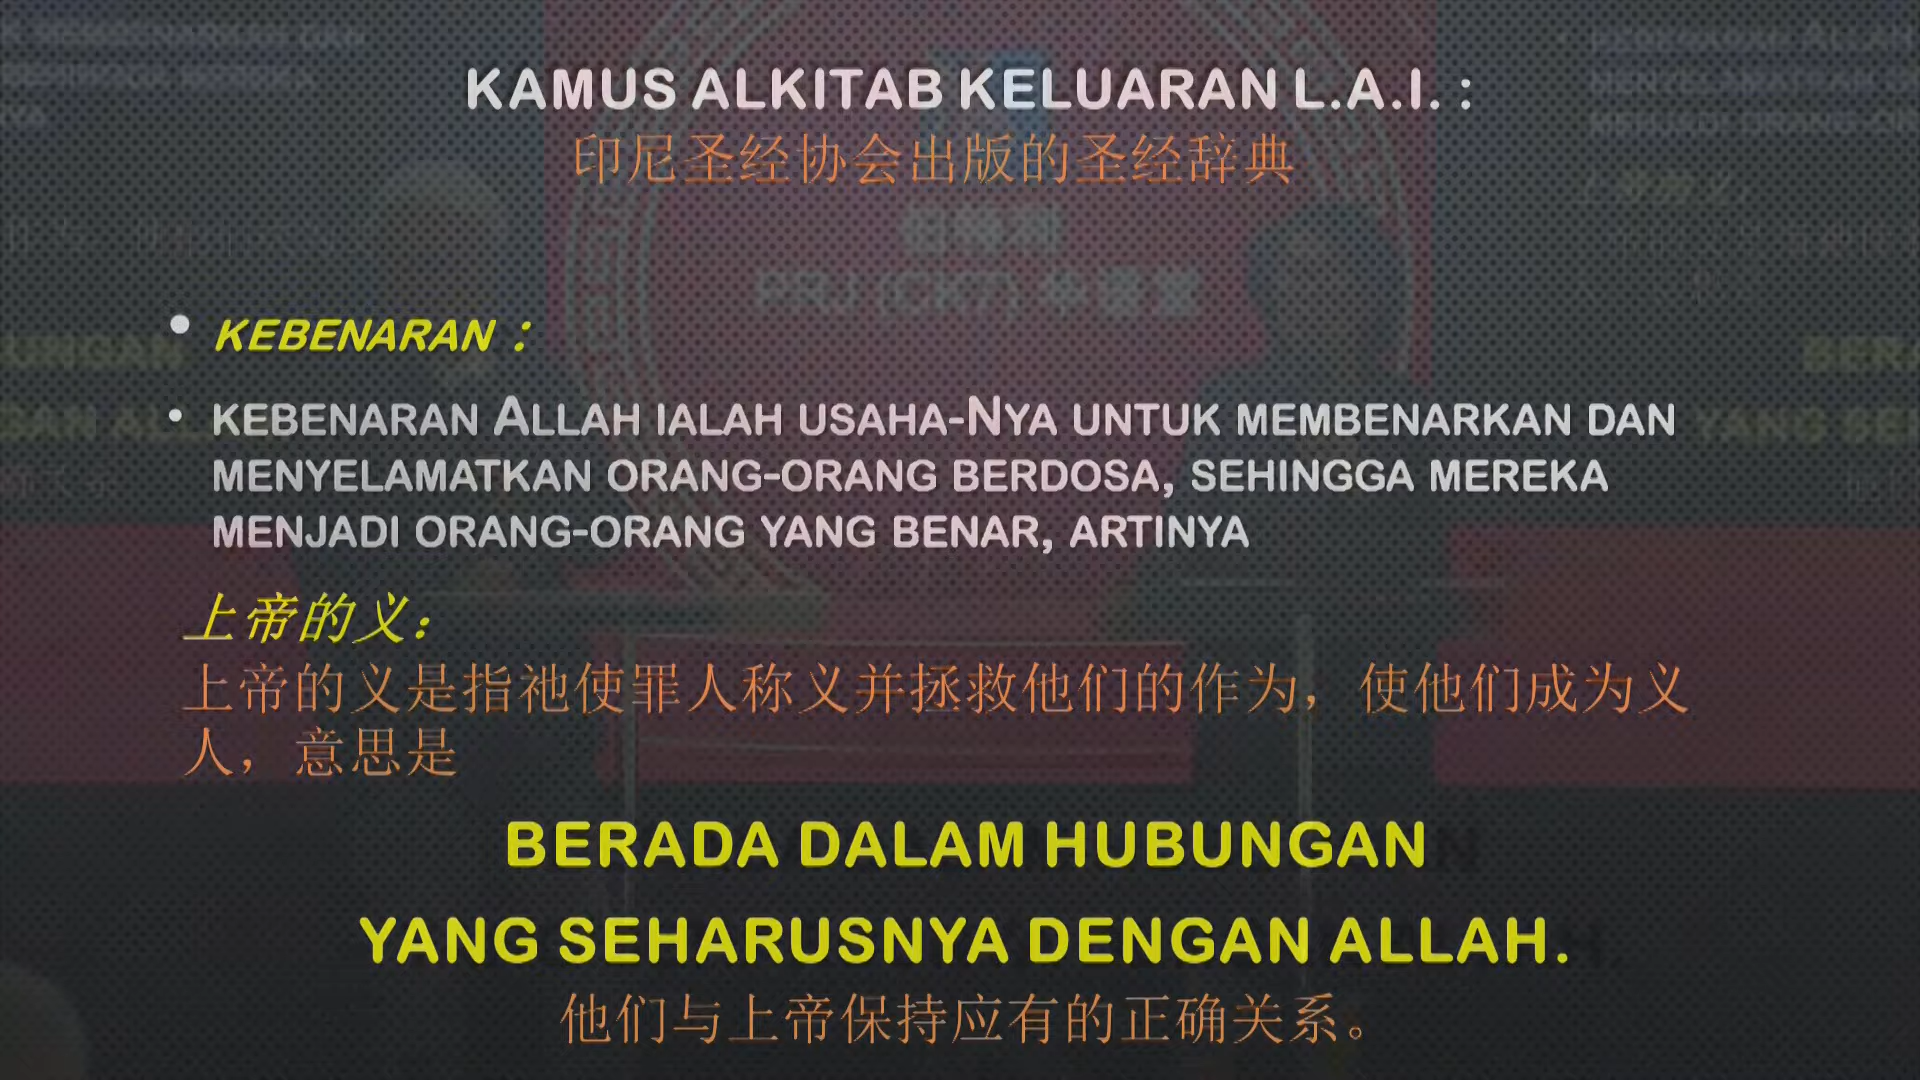 KAMUS ALKITAB KELUARAN L.A.I. :
印尼圣经协会出版的圣经辞典
• KEBENARAN :
• KEBENARAN ALLAH IALAH USAHA-NYA UNTUK MEMBENARKAN DAN
MENYELAMATKAN ORANG-ORANG BERDOSA, SEHINGGA MEREKA
MENJADI ORANG-ORANG YANG BENAR, ARTINYA
上帝的义：
上帝的义是指祂使罪人称义并拯救他们的作为，使他们成为义
人，意思是
BERADA DALAM HUBUNGAN
YANG SEHARUSNYA DENGAN ALLAH.
他们与上帝保持应有的正确关系。